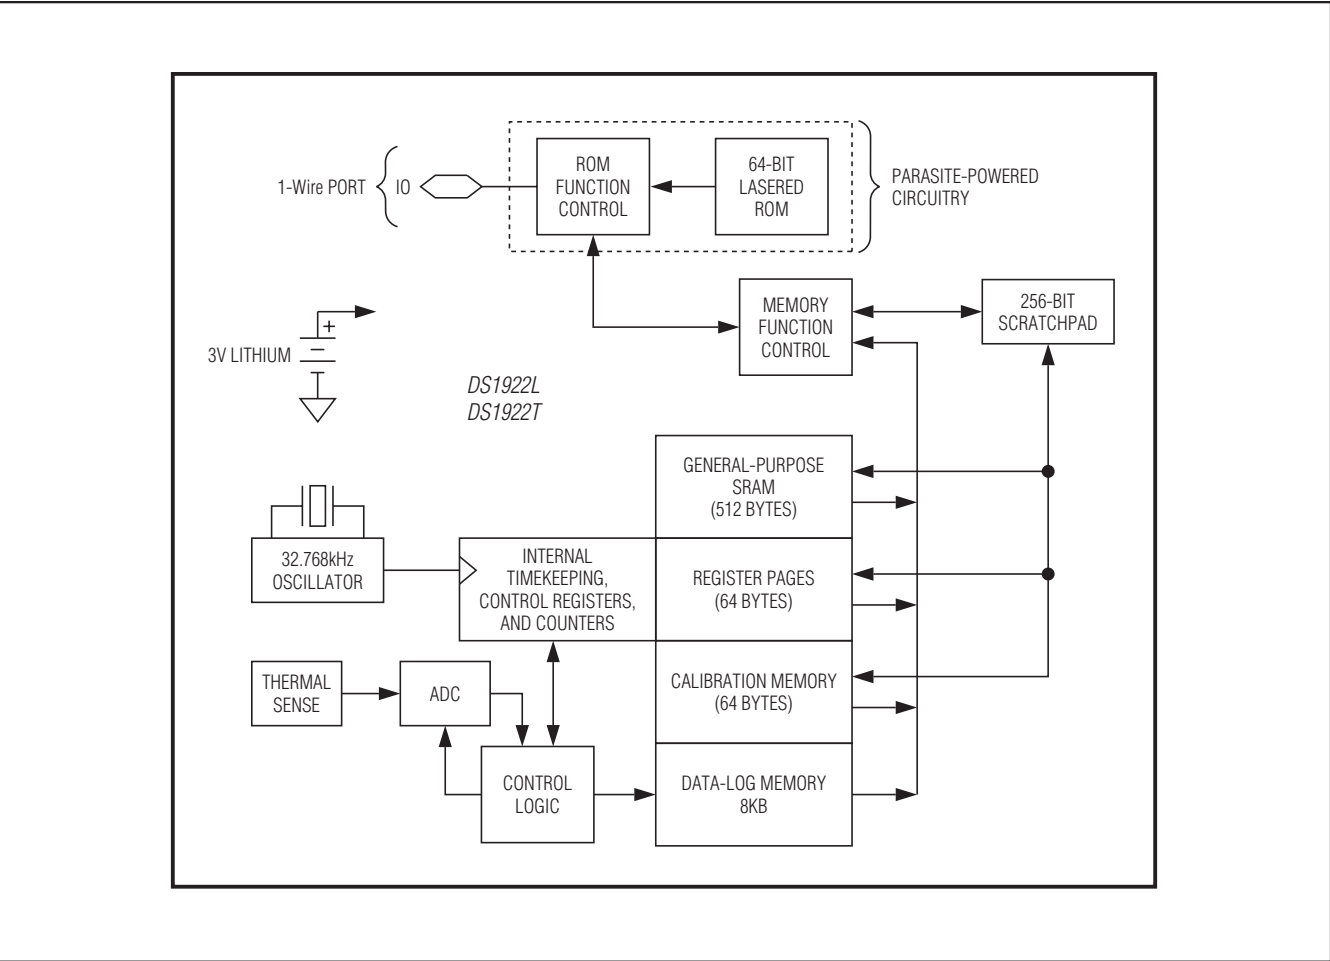 ROM
FUNCTION
CONTROL
64-BIT
LASERED
ROM
1-Wire PORT
IO
PARASITE-POWERED
CIRCUITRY
MEMORY
FUNCTION
CONTROL
256-BIT
SCRATCHPAD
+
3V LITHIUM
DS1922L
DS1922T
GENERAL-PURPOSE
SRAM
(512 BYTES)
32.768kHz
OSCILLATOR
INTERNAL
TIMEKEEPING,
CONTROL REGISTERS,
AND COUNTERS
REGISTER PAGES
(64 BYTES)
THERMAL
SENSE
ADC
CALIBRATION MEMORY
(64 BYTES)
CONTROL
LOGIC
DATA-LOG MEMORY
8KB